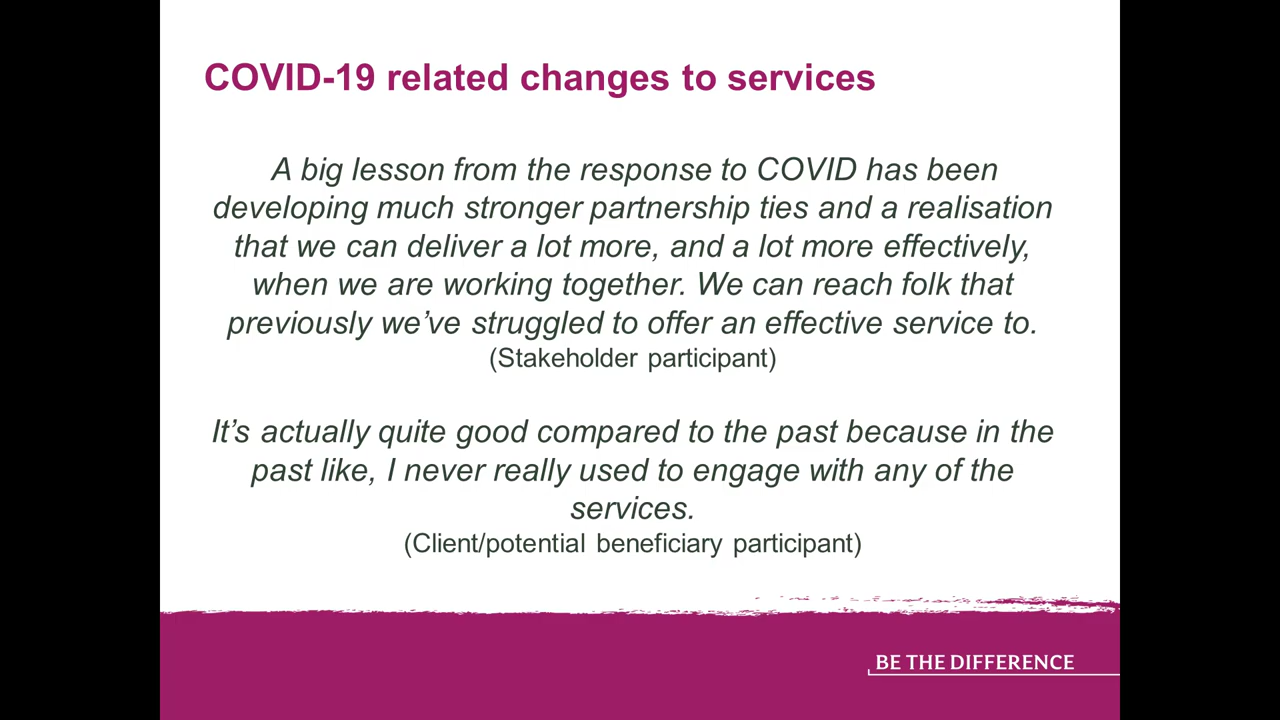 COVID-19 related changes to services
A big lesson from the response to COVID has been
developing much stronger partnership ties and a realisation
that we can deliver a lot more, and a lot more effectively,
when we are working together. We can reach folk that
previously we’ve struggled to offer an effective service to.
(Stakeholder participant)
It’s actually quite good compared to the past because in the
past like, I never really used to engage with any of the
services.
(Client/potential beneficiary participant)
BE THE DIFFERENCE